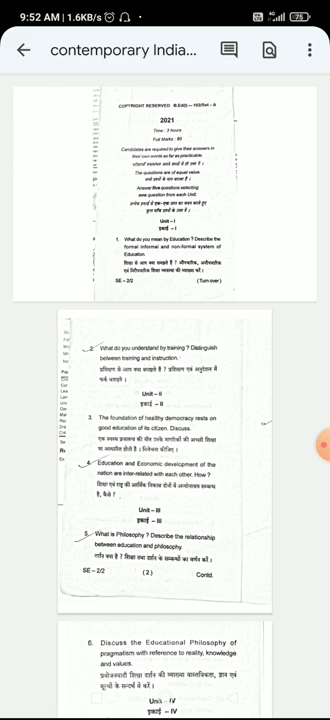 9:52 AM | 1.6KB/s
75
contemporary India...
COPYRIGHT RESERVED B.Ed(I) — 102/Set - A
2021
Time : 3 hours
Full Marks : 80
Candidates are required to give their answers in
their own words as far as practicable.
The questions are of equal value.
सभी प्रश्नों के मान बराबर हैं ।
Answer five questions selecting
one question from each Unit.
Unit – I
इकाई – I
1. What do you mean by Education ? Describe the
formal informal and non-formal system of
Education.
शिक्षा से आप क्या समझते हैं ? औपचारिक, अनौपचारिक
एवं निरौपचारिक शिक्षा व्यवस्था की व्याख्या करें ।
SE – 2/2 (Turn over)
2. What do you understand by training ? Distinguish
between training and instruction.
प्रशिक्षण से आप क्या समझते हैं ? प्रशिक्षण एवं अनुदेशन में
फर्क बताइये ।
Unit – II
इकाई – II
3. The foundation of healthy democracy rests on
good education of its citizen. Discuss.
एक स्वस्थ प्रजातन्त्र की नींव उसके नागरिकों की अच्छी शिक्षा
पर आधारित होती है । विवेचना कीजिए ।
4. Education and Economic development of the
nation are inter-related with each other. How ?
शिक्षा एवं राष्ट्र की आर्थिक विकास दोनों में अन्योन्याश्रय सम्बन्ध
है, कैसे ?
Unit – III
इकाई – III
5. What is Philosophy ? Describe the relationship
between education and philosophy.
दर्शन क्या है ? शिक्षा तथा दर्शन के सम्बन्धों का वर्णन करें ।
SE – 2/2 ( 2 ) Contd.
6. Discuss the Educational Philosophy of
pragmatism with reference to reality, knowledge
and values.
प्रयोजनवादी शिक्षा दर्शन की व्याख्या वास्तविकता, ज्ञान एवं
मूल्यों के सन्दर्भ में करें ।
Unit – IV
इकाई – IV